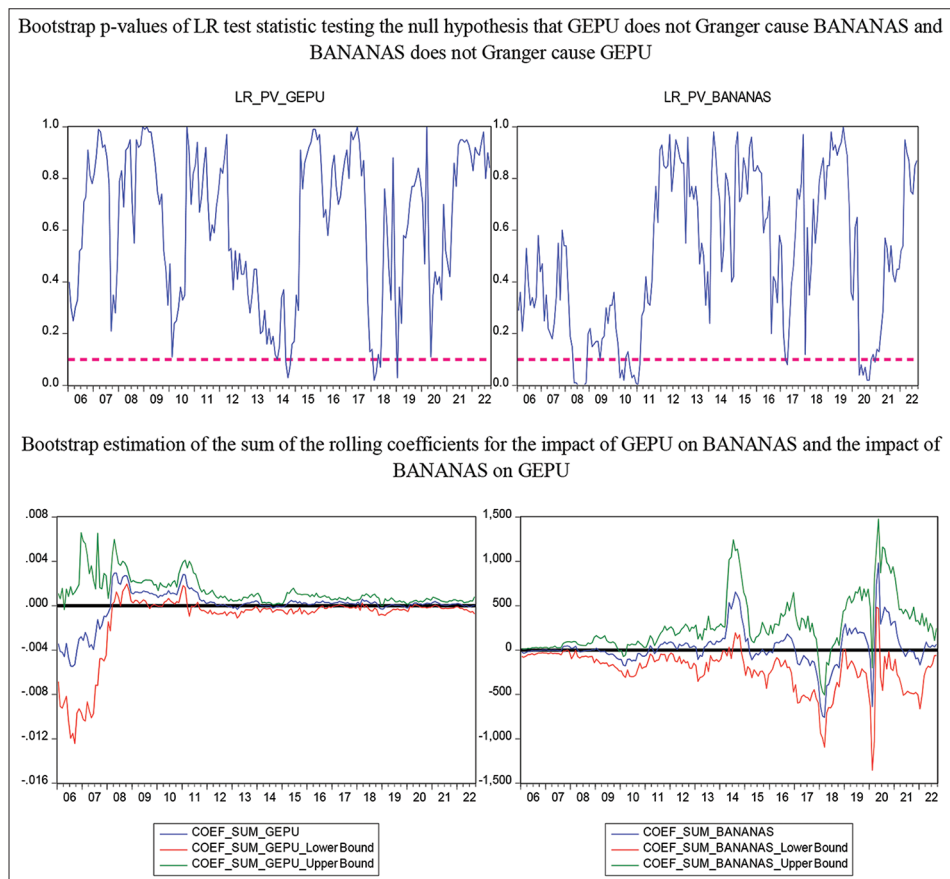 Bootstrap p-values of LR test statistic testing the null hypothesis that GEPU does not Granger cause BANANAS and
BANANAS does not Granger cause GEPU
LR_PV_GEPU
1.0
0.8
0.6
0.4
0.2
0.0
06 07 08 09 10 11 12 13 14 15 16 17 18 19 20 21 22
LR_PV_BANANAS
1.0
0.8
0.6
0.4
0.2
0.0
06 07 08 09 10 11 12 13 14 15 16 17 18 19 20 21 22
Bootstrap estimation of the sum of the rolling coefficients for the impact of GEPU on BANANAS and the impact of
BANANAS on GEPU
.008
.004
.000
-.004
-.008
-.012
-.016
06 07 08 09 10 11 12 13 14 15 16 17 18 19 20 21 22
COEF_SUM_GEPU
COEF_SUM_GEPU_Lower Bound
COEF_SUM_GEPU_Upper Bound
1,500
1,000
500
0
-500
-1,000
-1,500
06 07 08 09 10 11 12 13 14 15 16 17 18 19 20 21 22
COEF_SUM_BANANAS
COEF_SUM_BANANAS_Lower Bound
COEF_SUM_BANANAS_Upper Bound